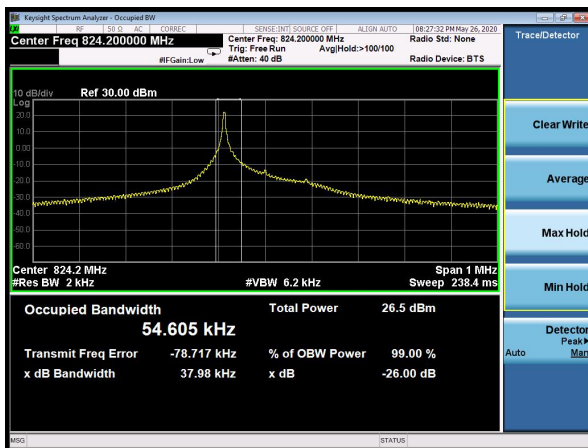 Keysight Spectrum Analyzer - Occupied BW
RF 50 Ω AC CORREC SENSE:INT SOURCE OFF ALIGN AUTO 08:27:32 PM May 26, 2020
Center Freq 824.200000 MHz
Center Freq: 824.200000 MHz
Radio Std: None
Trig: Free Run Avg|Hold:>100/100
#IFGain:Low
#Atten: 40 dB
Radio Device: BTS
Trace/Detector
10 dB/div Ref 30.00 dBm
Log
20.0
10.0
0.00
-10.0
-20.0
-30.0
-40.0
-50.0
-60.0
Center 824.2 MHz Span 1 MHz
#Res BW 2 kHz #VBW 6.2 kHz Sweep 238.4 ms
Occupied Bandwidth
54.605 kHz
Total Power 26.5 dBm
Transmit Freq Error -78.717 kHz % of OBW Power 99.00 %
x dB Bandwidth 37.98 kHz x dB -26.00 dB
Clear Write
Average
Max Hold
Min Hold
Detector
Peak
Auto Man
MSG STATUS